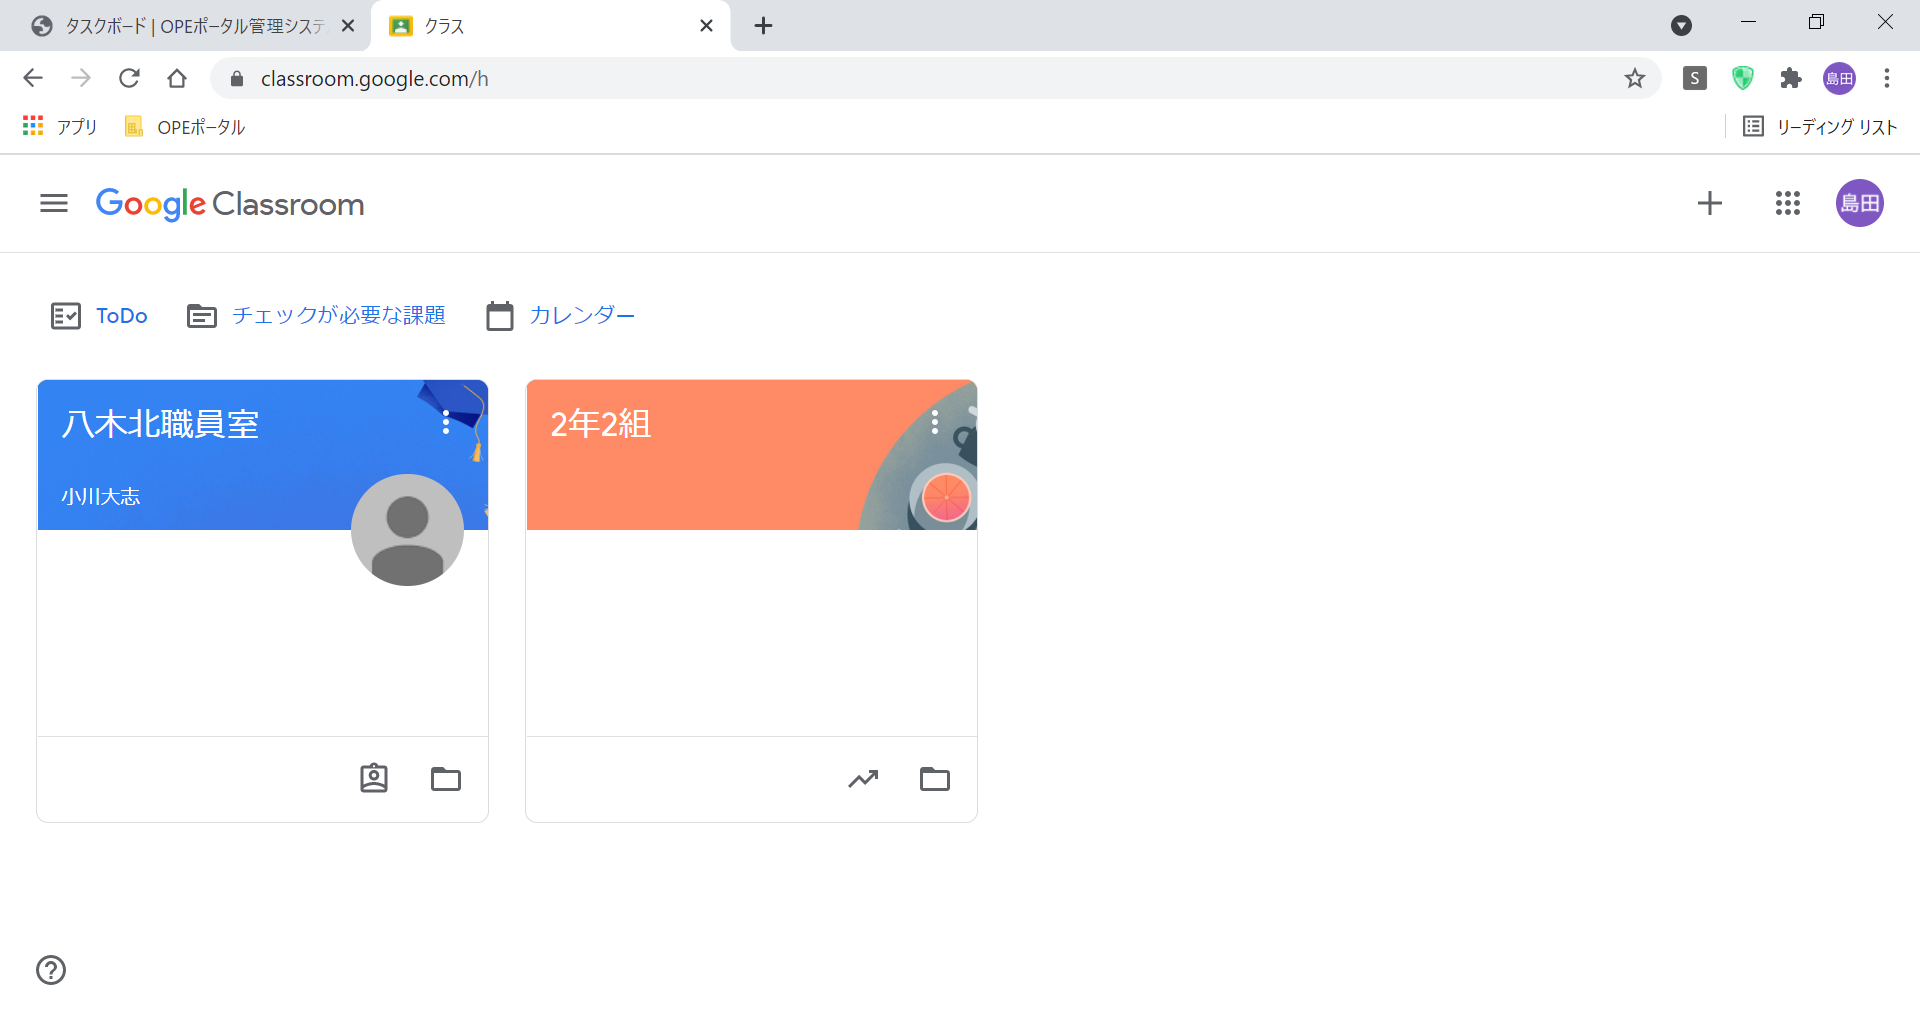 タスクボード | OPEポータル管理システ
クラス
classroom.google.com/h
S
島田
アプリ
OPEポータル
リーディング リスト
Google Classroom
島田
ToDo
チェックが必要な課題
カレンダー
八木北職員室
小川大志
2年2組